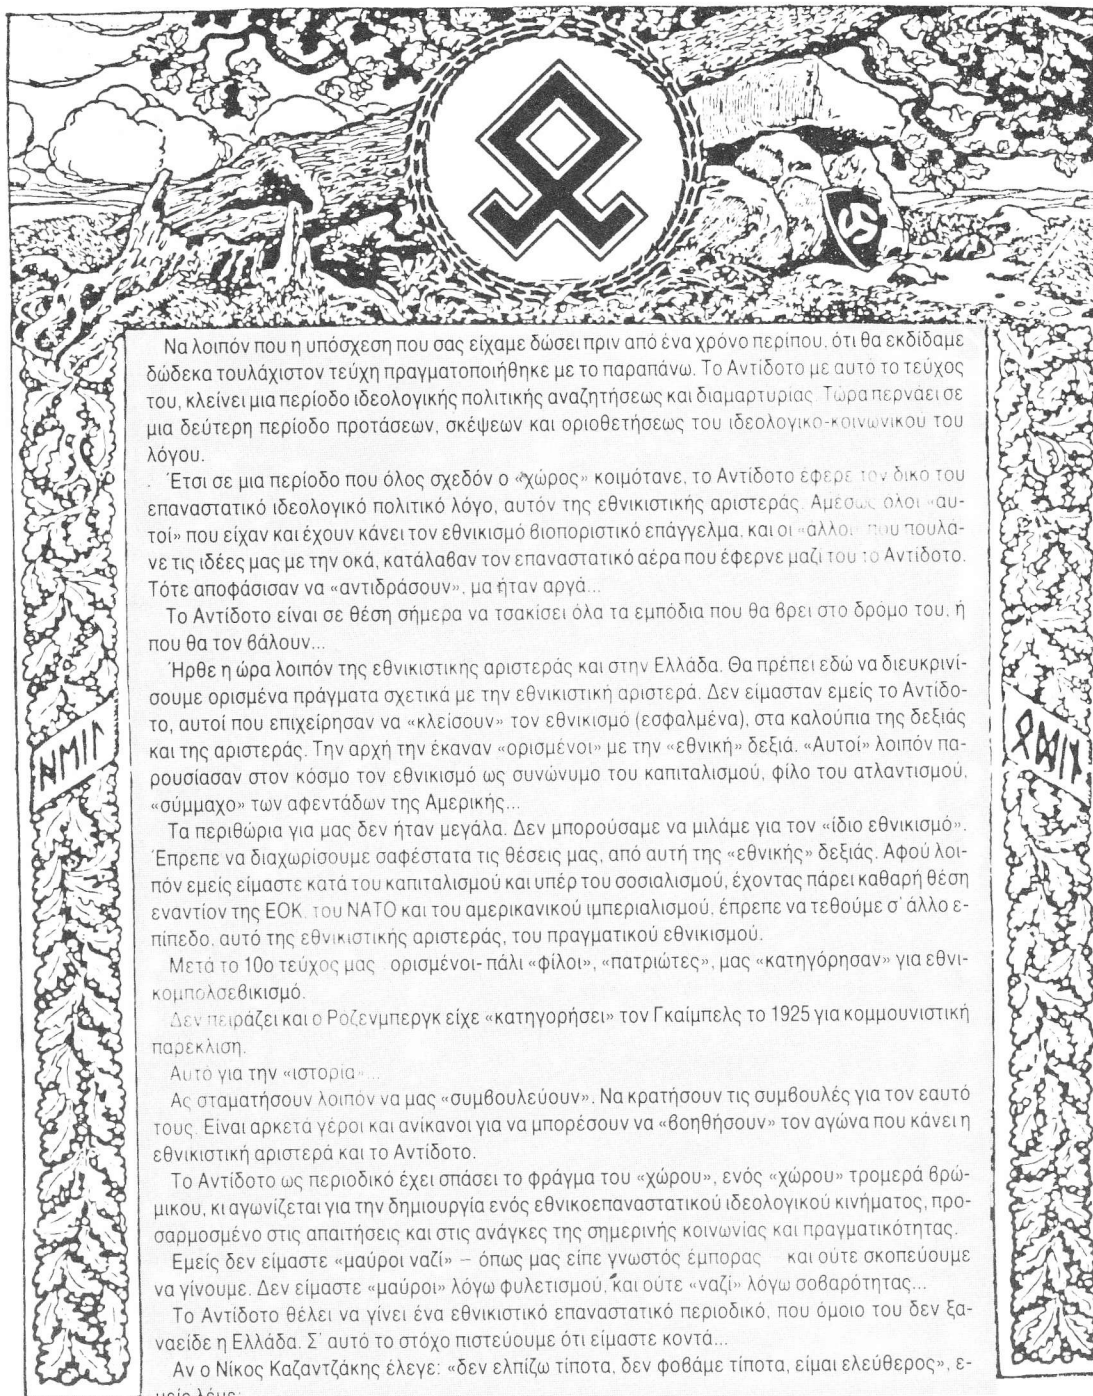 Να λοιπόν που η υπόσχεση που σας είχαμε δώσει πριν από ένα χρόνο περίπου, ότι θα εκδίδαμε
δώδεκα τουλάχιστον τεύχη πραγματοποιήθηκε με το παραπάνω. Το Αντίδοτο με αυτό το τεύχος
του, κλείνει μια περίοδο ιδεολογικής πολιτικής αναζητήσεως και διαμαρτυρίας. Τώρα περνάει σε
μια δεύτερη περίοδο προτάσεων, σκέψεων και οριοθετήσεως του ιδεολογικο-κοινωνικού του
λόγου.
Έτσι σε μια περίοδο που όλος σχεδόν ο «χώρος» κοιμότανε, το Αντίδοτο έφερε τον δικο του
επαναστατικό ιδεολογικό πολιτικό λόγο, αυτόν της εθνικιστικής αριστεράς. Αμέσως όλοι «αυ-
τοί» που είχαν και έχουν κάνει τον εθνικισμό βιοποριστικό επάγγελμα, και οι «άλλοι» που πουλά-
νε τις ιδέες μας με την οκά, κατάλαβαν τον επαναστατικό αέρα που έφερνε μαζί του το Αντίδοτο.
Τότε αποφάσισαν να «αντιδράσουν», μα ήταν αργά...
Το Αντίδοτο είναι σε θέση σήμερα να τσακίσει όλα τα εμπόδια που θα βρει στο δρόμο του, ή
που θα τον βάλουν...
Ήρθε η ώρα λοιπόν της εθνικιστικης αριστεράς και στην Ελλάδα. Θα πρέπει εδώ να διευκρινί-
σουμε ορισμένα πράγματα σχετικά με την εθνικιστική αριστερά. Δεν είμασταν εμείς το Αντίδο-
το, αυτοί που επιχείρησαν να «κλείσουν» τον εθνικισμό (εσφαλμένα), στα καλούπια της δεξιάς
και της αριστεράς. Την αρχή την έκαναν «ορισμένοι» με την «εθνική» δεξιά. «Αυτοί» λοιπόν πα-
ρουσίασαν στον κόσμο τον εθνικισμό ως συνώνυμο του καπιταλισμού, φίλο του ατλαντισμού,
«σύμμαχο» των αφεντάδων της Αμερικής...
Τα περιθώρια για μας δεν ήταν μεγάλα. Δεν μπορούσαμε να μιλάμε για τον «ίδιο εθνικισμό».
Έπρεπε να διαχωρίσουμε σαφέστατα τις θέσεις μας, από αυτή της «εθνικής» δεξιάς. Αφού λοι-
πόν εμείς είμαστε κατά του καπιταλισμού και υπέρ του σοσιαλισμού, έχοντας πάρει καθαρή θέση
εναντίον της ΕΟΚ, του ΝΑΤΟ και του αμερικανικού ιμπεριαλισμού, έπρεπε να τεθούμε σ' άλλο ε-
πίπεδο, αυτό της εθνικιστικής αριστεράς, του πραγματικού εθνικισμού.
Μετά το 10ο τεύχος μας ορισμένοι- πάλι «φίλοι», «πατριώτες», μας «κατηγόρησαν» για εθνι-
κομπολσεβικισμό.
Δεν πειράζει και ο Ροζενμπεργκ είχε «κατηγορήσει» τον Γκαίμπελς το 1925 για κομμουνιστική
παρεκλιση.
Αυτο για την «ιστορία»...
Ας σταματήσουν λοιπόν να μας «συμβουλεύουν». Να κρατήσουν τις συμβουλές για τον εαυτό
τους. Είναι αρκετά γέροι και ανίκανοι για να μπορέσουν να «βοηθήσουν» τον αγώνα που κάνει η
εθνικιστική αριστερά και το Αντίδοτο.
Το Αντίδοτο ως περιοδικό έχει σπάσει το φράγμα του «χώρου», ενός «χώρου» τρομερά βρώ-
μικου, κι αγωνίζεται για την δημιουργία ενός εθνικοεπαναστατικού ιδεολογικού κινήματος, προ-
σαρμοσμένο στις απαιτήσεις και στις ανάγκες της σημερινής κοινωνίας και πραγματικότητας.
Εμείς δεν είμαστε «μαύροι ναζί» – όπως μας είπε γνωστός έμπορας και ούτε σκοπεύουμε
να γίνουμε. Δεν είμαστε «μαύροι» λόγω φυλετισμού, και ούτε «ναζί» λόγω σοβαρότητας...
Το Αντίδοτο θέλει να γίνει ένα εθνικιστικό επαναστατικό περιοδικό, που όμοιο του δεν ξα-
ναείδε η Ελλάδα. Σ' αυτό το στόχο πιστεύουμε ότι είμαστε κοντά...
Αν ο Νίκος Καζαντζάκης έλεγε: «δεν ελπίζω τίποτα, δεν φοβάμε τίποτα, είμαι ελεύθερος», ε-
μείς λέμε: